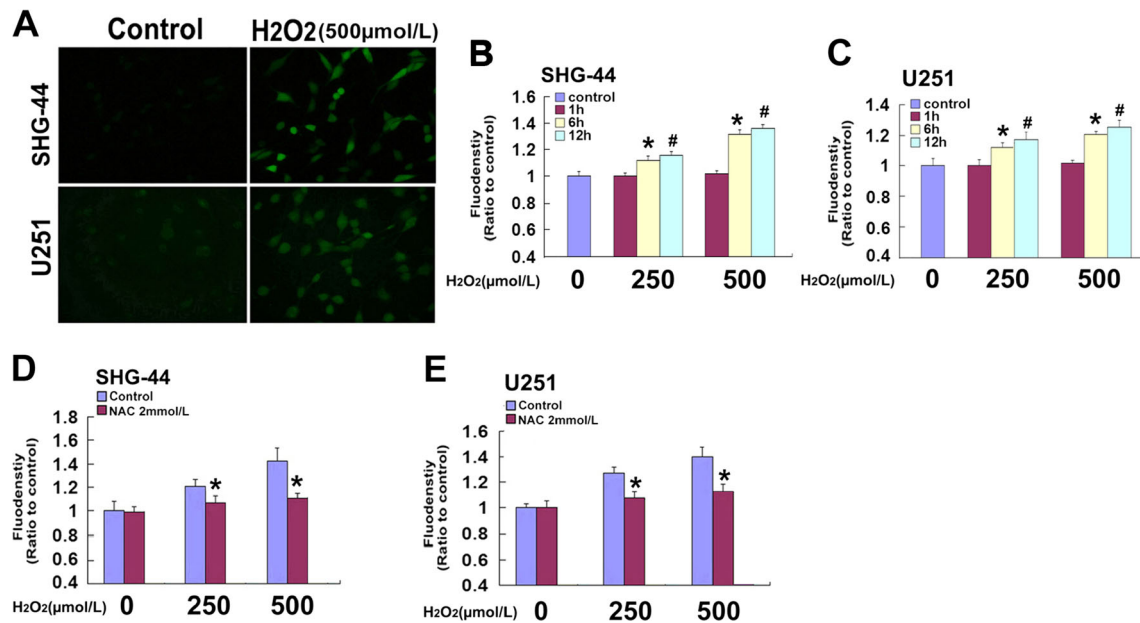 A
Control
H2O2 (500μmol/L)
SHG-44
U251
B
SHG-44
control
1h
6h
12h
1.6
1.4
1.2
1
0.8
0.6
0.4
Fluodenstiy
(Ratio to control)
*
#
*
#
H2O2(μmol/L)
0
250
500
C
U251
control
1h
6h
12h
1.6
1.4
1.2
1
0.8
0.6
0.4
Fluodenstiy
(Ratio to control)
*
#
*
#
H2O2(μmol/L)
0
250
500
D
SHG-44
Control
NAC 2mmol/L
1.8
1.6
1.4
1.2
1
0.8
0.6
0.4
Fluodenstiy
(Ratio to control)
*
*
H2O2(μmol/L)
0
250
500
E
U251
Control
NAC 2mmol/L
1.8
1.6
1.4
1.2
1
0.8
0.6
0.4
Fluodenstiy
(Ratio to control)
*
*
H2O2(μmol/L)
0
250
500